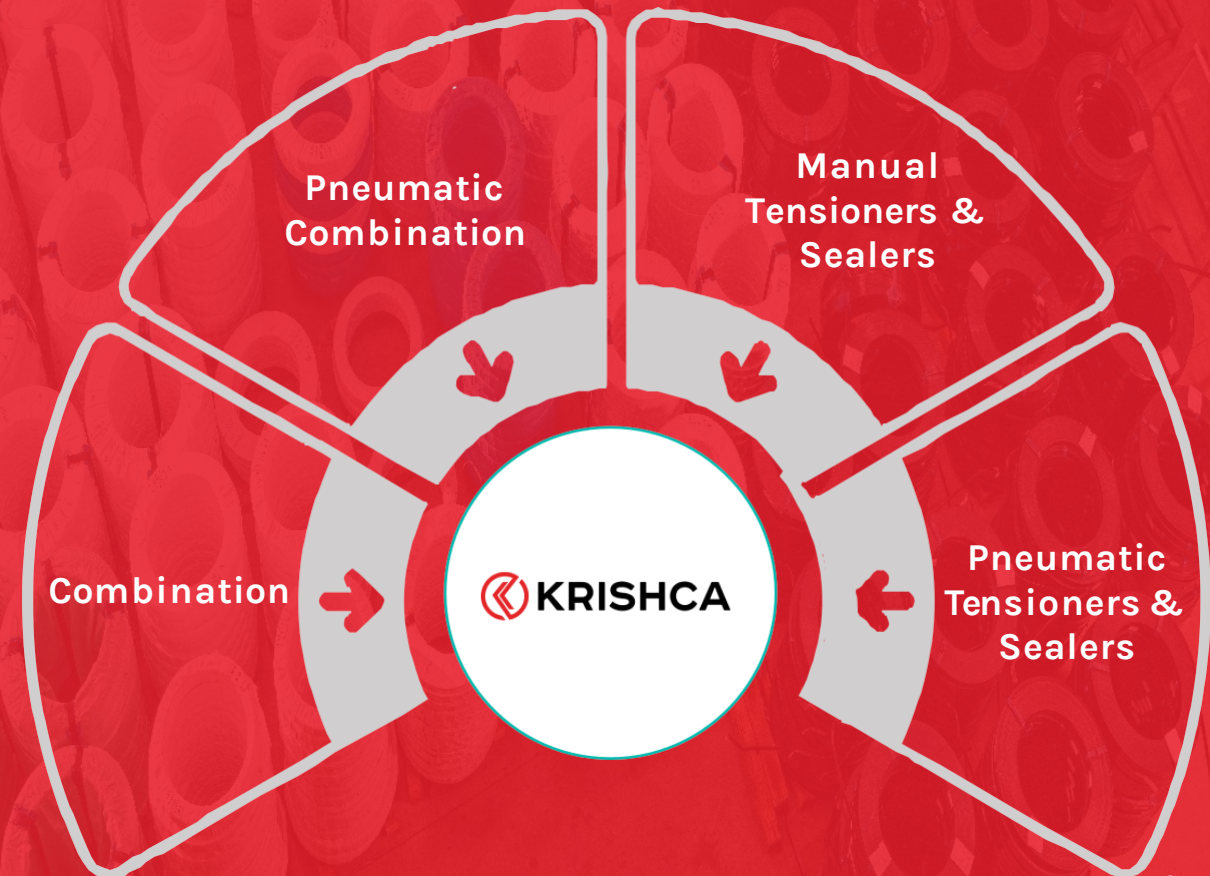 Pneumatic
Combination
Manual
Tensioners &
Sealers
Combination
KRISHCA
Pneumatic
Tensioners &
Sealers